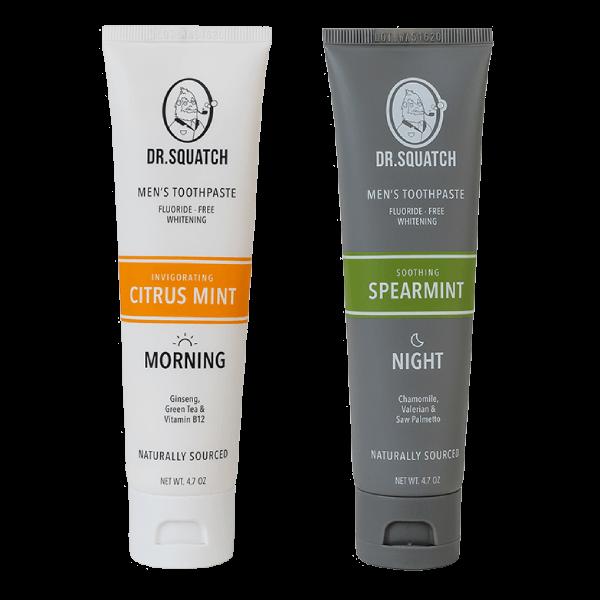 DR.SQUATCH
MEN'S TOOTHPASTE
FLUORIDE - FREE
WHITENING
INVIGORATING
CITRUS MINT
MORNING
Ginseng,
Green Tea &
Vitamin B12
NATURALLY SOURCED
NET WT. 4.7 OZ
LOT WAS1620
DR.SQUATCH
MEN'S TOOTHPASTE
FLUORIDE - FREE
WHITENING
SOOTHING
SPEARMINT
NIGHT
Chamomile,
Valerian &
Saw Palmetto
NATURALLY SOURCED
NET WT. 4.7 OZ